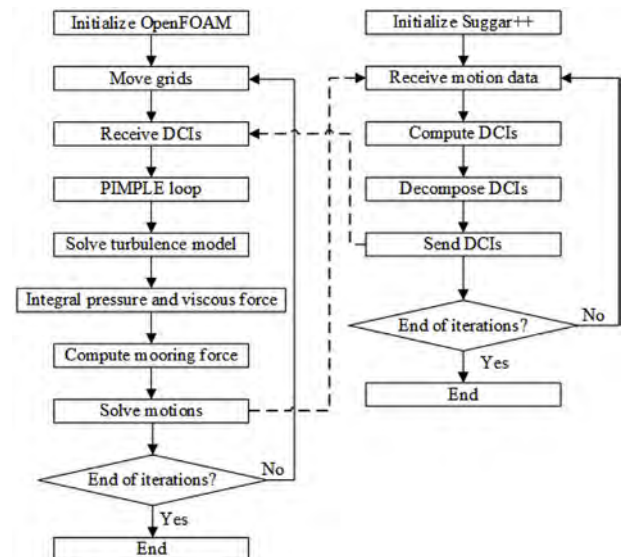 Initialize OpenFOAM
Move grids
Receive DCIs
PIMPLE loop
Solve turbulence model
Integral pressure and viscous force
Compute mooring force
Solve motions
End of iterations?
No
Yes
End
Initialize Suggar++
Receive motion data
Compute DCIs
Decompose DCIs
Send DCIs
End of iterations?
No
Yes
End